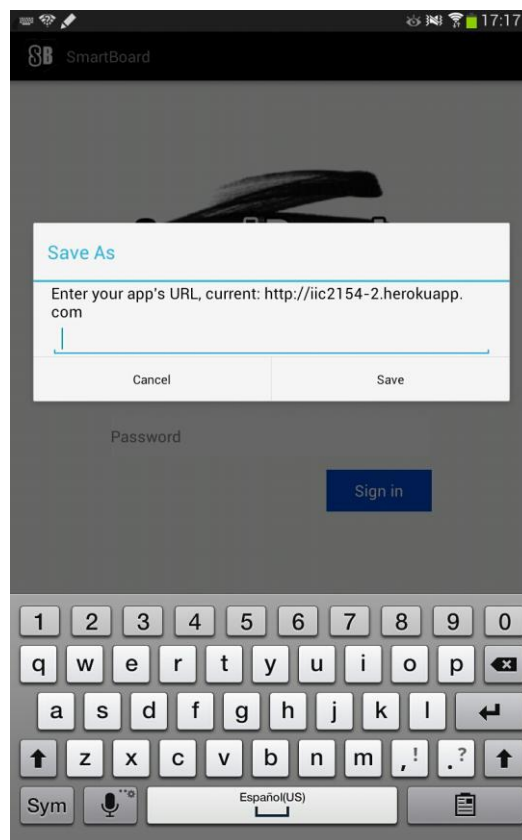 17:17
SB SmartBoard
Save As
Enter your app's URL, current: http://iic2154-2.herokuapp.
com
Cancel Save
Password
Sign in
1 2 3 4 5 6 7 8 9 0
q w e r t y u i o p
a s d f g h j k l
z x c v b n m ,! .?
Sym Español(US)